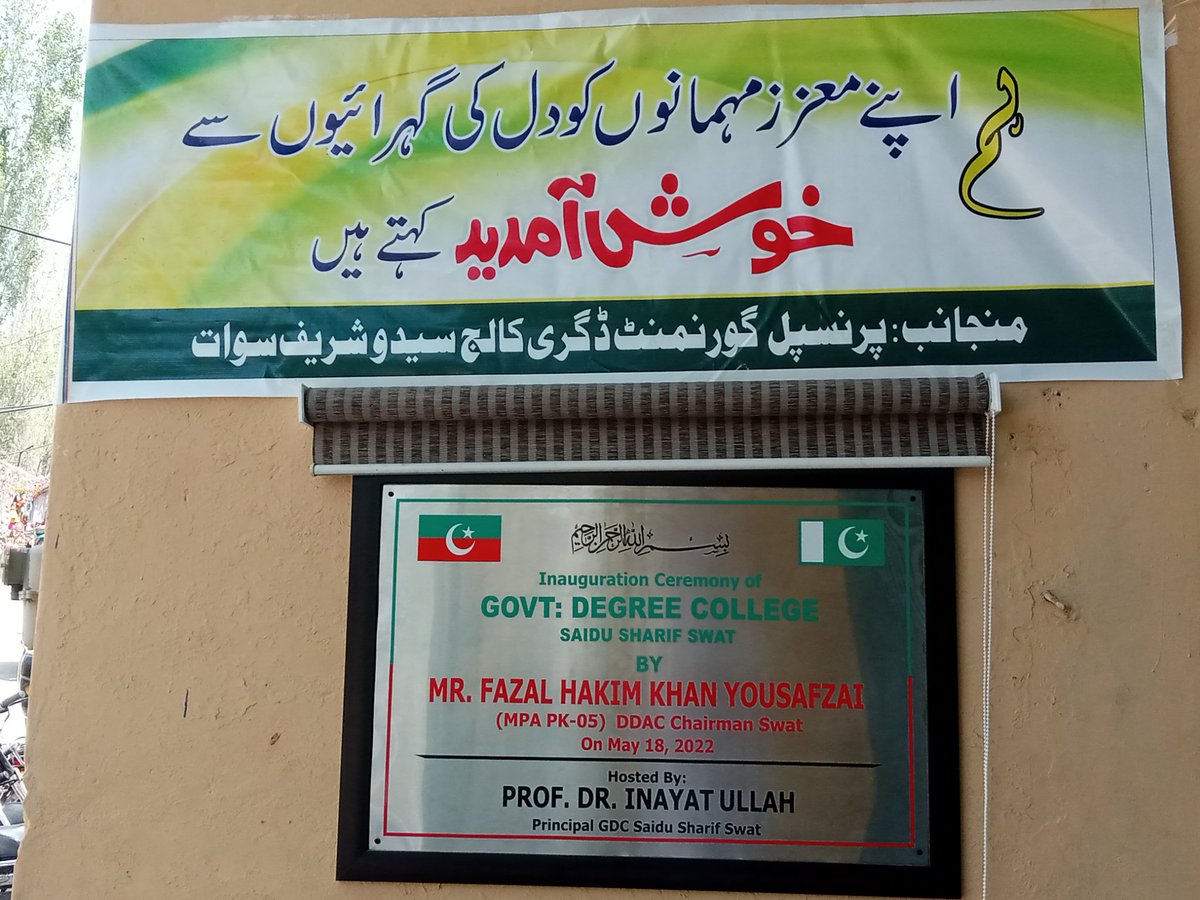 ہم اپنے معزز مہمانوں کو دل کی گہرائیوں سے
خوش آمدید کہتے ہیں
منجانب: پرنسپل گورنمنٹ ڈگری کالج سیدو شریف سوات
بسم اللہ الرحمن الرحیم
Inauguration Ceremony of
GOVT: DEGREE COLLEGE
SAIDU SHARIF SWAT
BY
MR. FAZAL HAKIM KHAN YOUSAFZAI
(MPA PK-05) DDAC Chairman Swat
On May 18, 2022
Hosted By:
PROF. DR. INAYAT ULLAH
Principal GDC Saidu Sharif Swat